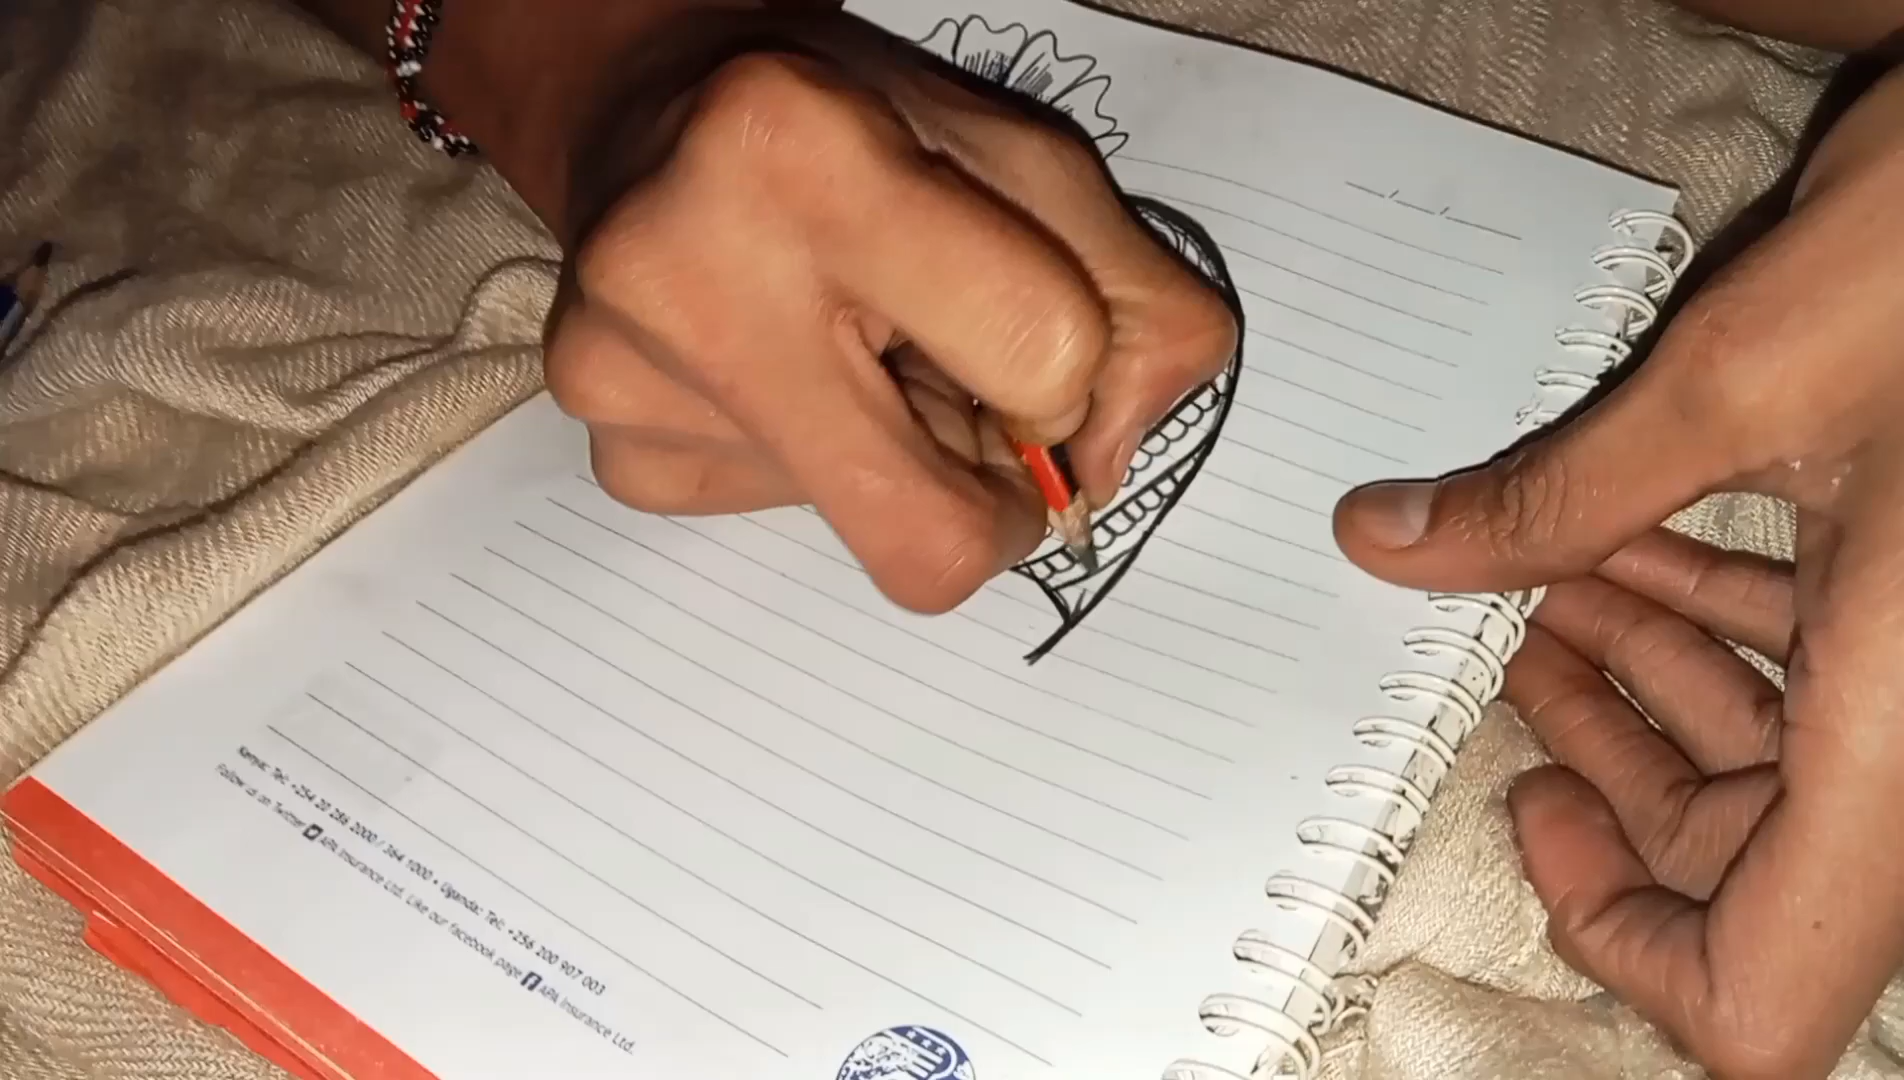 Kenya: Tel: +254 20 286 2000 / 364 1000 • Uganda: Tel: +256 200 907 003
Follow us on Twitter APA Insurance Ltd. Like our facebook page APA Insurance Ltd.